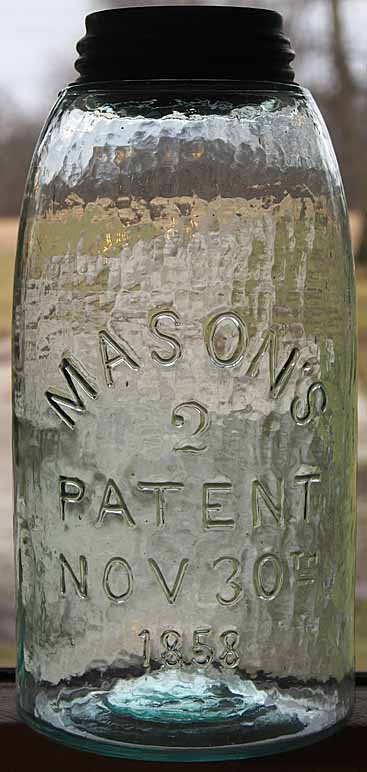 MASON'S
2
PATENT
NOV 30TH
1858